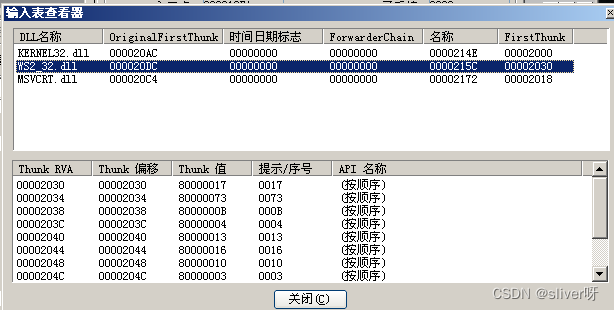 输入表查看器
DLL名称 OriginalFirstThunk 时间日期标志 ForwarderChain 名称 FirstThunk
KERNEL32.dll 000020AC 00000000 00000000 0000214E 00002000
WS2_32.dll 000020DC 00000000 00000000 0000215C 00002030
MSVCRT.dll 000020C4 00000000 00000000 00002172 00002018
Thunk RVA Thunk 偏移 Thunk 值 提示/序号 API 名称
00002030 00002030 80000017 0017 (按顺序)
00002034 00002034 80000073 0073 (按顺序)
00002038 00002038 8000000B 000B (按顺序)
0000203C 0000203C 80000004 0004 (按顺序)
00002040 00002040 80000013 0013 (按顺序)
00002044 00002044 80000016 0016 (按顺序)
00002048 00002048 80000010 0010 (按顺序)
0000204C 0000204C 80000003 0003 (按顺序)
关闭(C)
CSDN @sliver呀